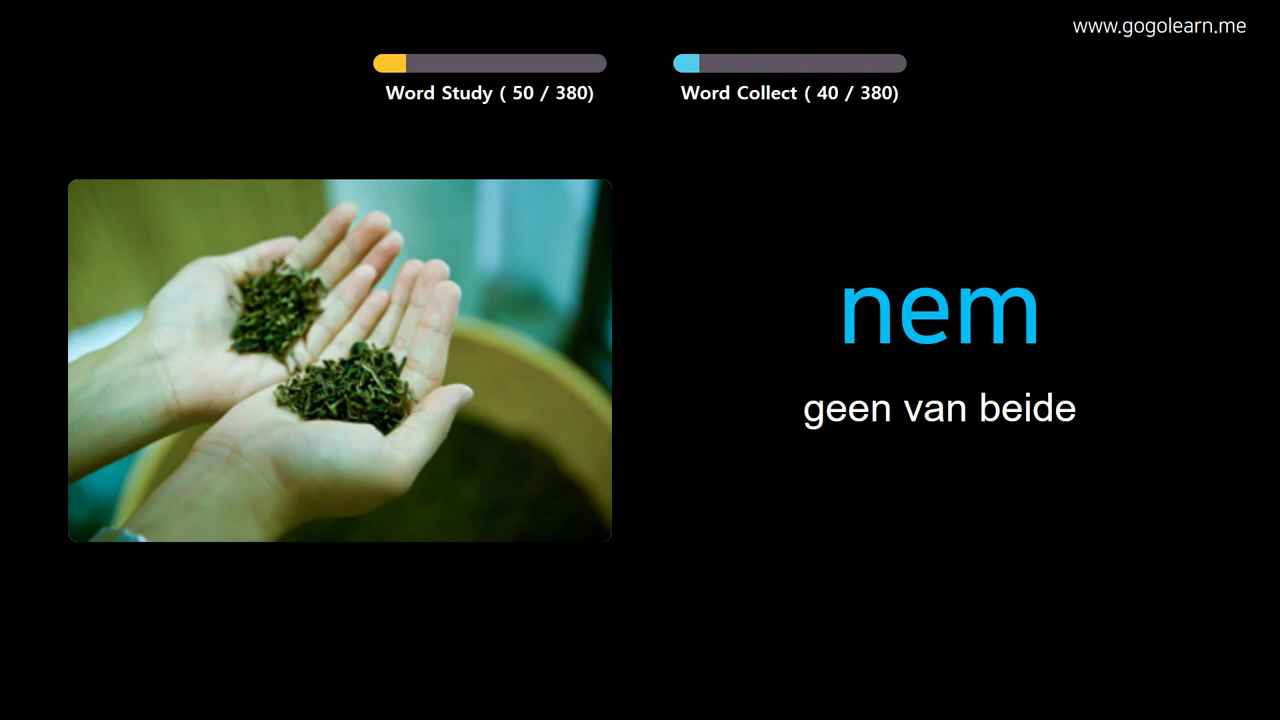 www.gogolearn.me
Word Study ( 50 / 380)
Word Collect ( 40 / 380)
nem
geen van beide